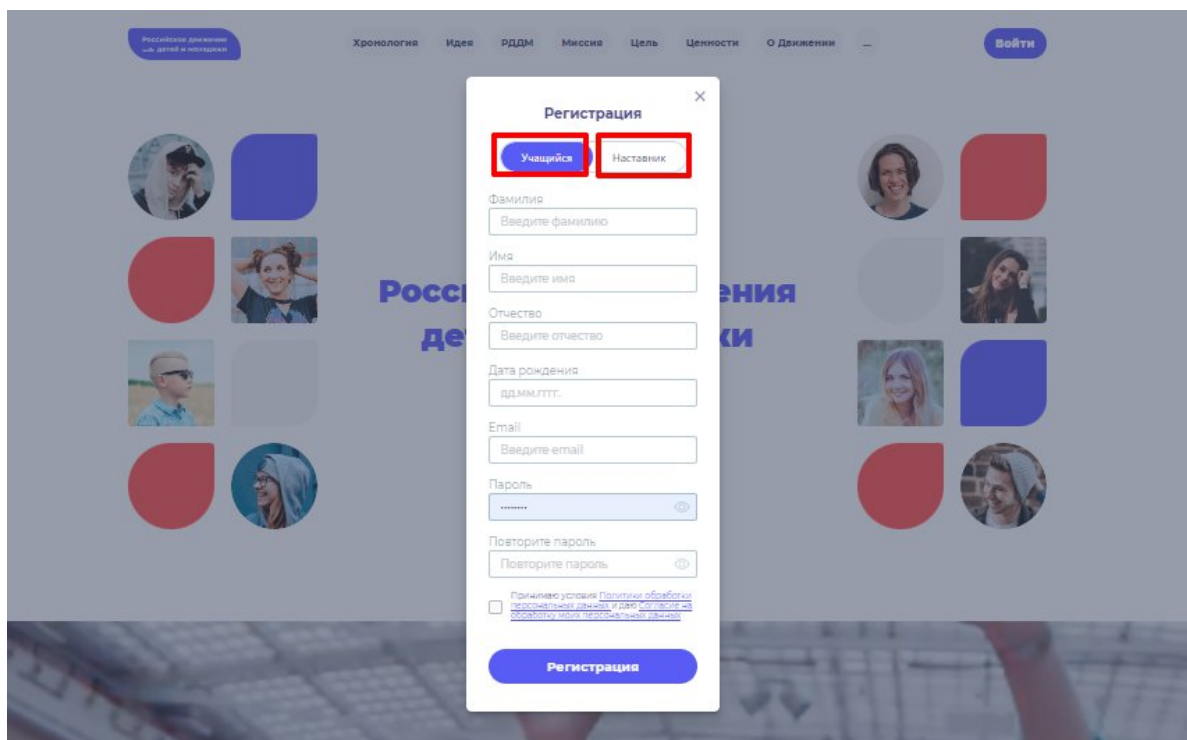 Российское движение
детей и молодежи
Хронология Идея РДДМ Миссия Цель Ценности О Движении ...
Войти
Регистрация
Учащийся Наставник
Фамилия
Введите фамилию
Имя
Введите имя
Отчество
Введите отчество
Дата рождения
дд.мм.гггг.
Email
Введите email
Пароль
Повторите пароль
Повторите пароль
Принимаю условия Политики обработки
персональных данных и даю Согласие на
обработку моих персональных данных
Регистрация